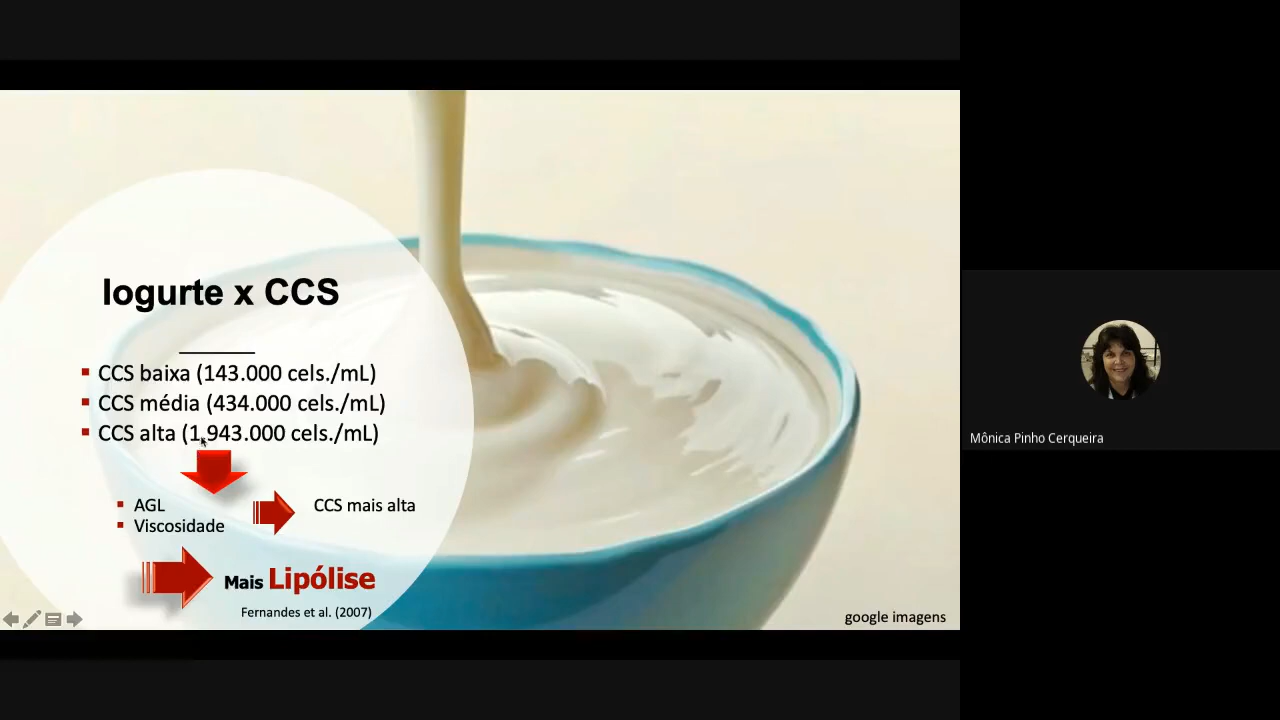 Iogurte x CCS
CCS baixa (143.000 cels./mL)
CCS média (434.000 cels./mL)
CCS alta (1.943.000 cels./mL)
AGL
Viscosidade
CCS mais alta
Mais Lipólise
Fernandes et al. (2007)
google imagens
Mônica Pinho Cerqueira